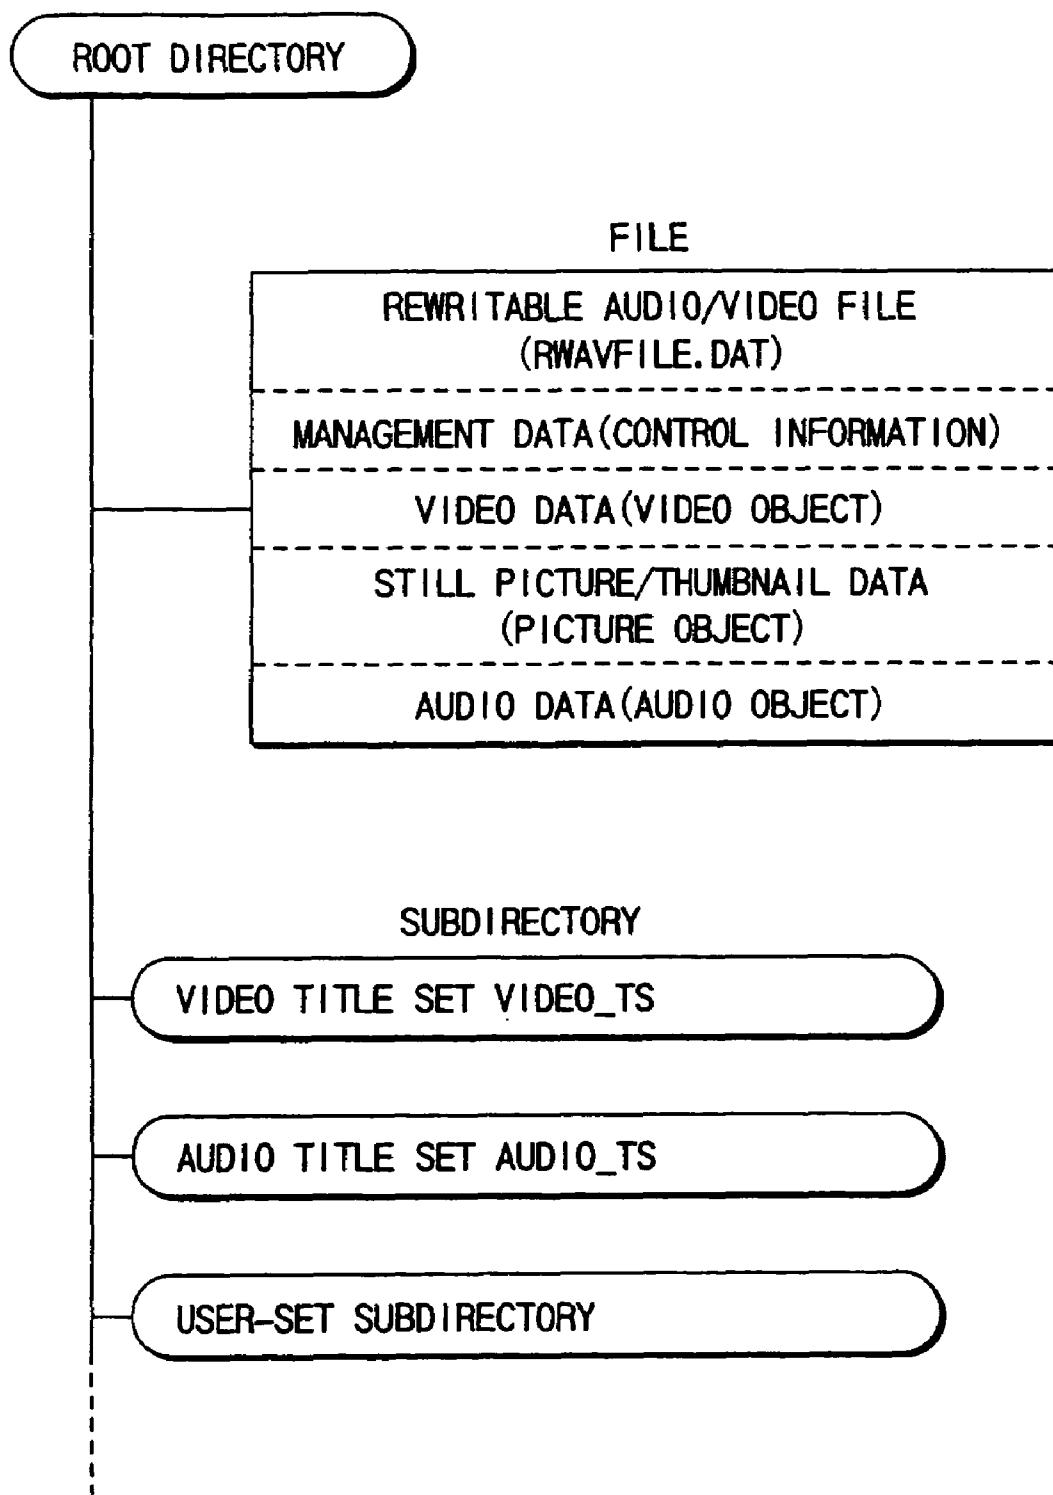 ROOT DIRECTORY
FILE
REWRITABLE AUDIO/VIDEO FILE
(RWAVFILE.DAT)
MANAGEMENT DATA(CONTROL INFORMATION)
VIDEO DATA(VIDEO OBJECT)
STILL PICTURE/THUMBNAIL DATA
(PICTURE OBJECT)
AUDIO DATA(AUDIO OBJECT)
SUBDIRECTORY
VIDEO TITLE SET VIDEO_TS
AUDIO TITLE SET AUDIO_TS
USER-SET SUBDIRECTORY